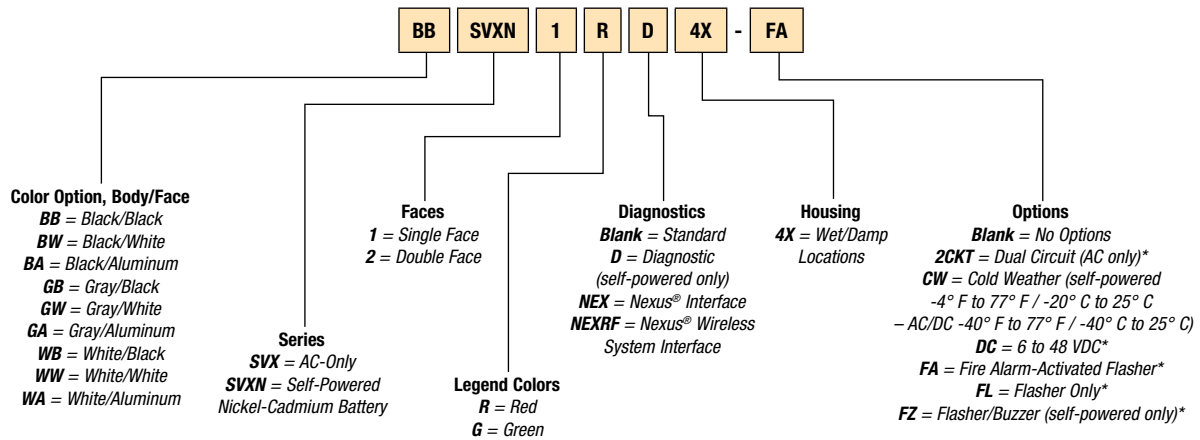 BB SVXN 1 R D 4X - FA
Color Option, Body/Face
BB = Black/Black
BW = Black/White
BA = Black/Aluminum
GB = Gray/Black
GW = Gray/White
GA = Gray/Aluminum
WB = White/Black
WW = White/White
WA = White/Aluminum
Series
SVX = AC-Only
SVXN = Self-Powered
Nickel-Cadmium Battery
Faces
1 = Single Face
2 = Double Face
Legend Colors
R = Red
G = Green
Diagnostics
Blank = Standard
D = Diagnostic
(self-powered only)
NEX = Nexus® Interface
NEXRF = Nexus® Wireless
System Interface
Housing
4X = Wet/Damp
Locations
Options
Blank = No Options
2CKT = Dual Circuit (AC only)*
CW = Cold Weather (self-powered
-4° F to 77° F / -20° C to 25° C
– AC/DC -40° F to 77° F / -40° C to 25° C)
DC = 6 to 48 VDC*
FA = Fire Alarm-Activated Flasher*
FL = Flasher Only*
FZ = Flasher/Buzzer (self-powered only)*